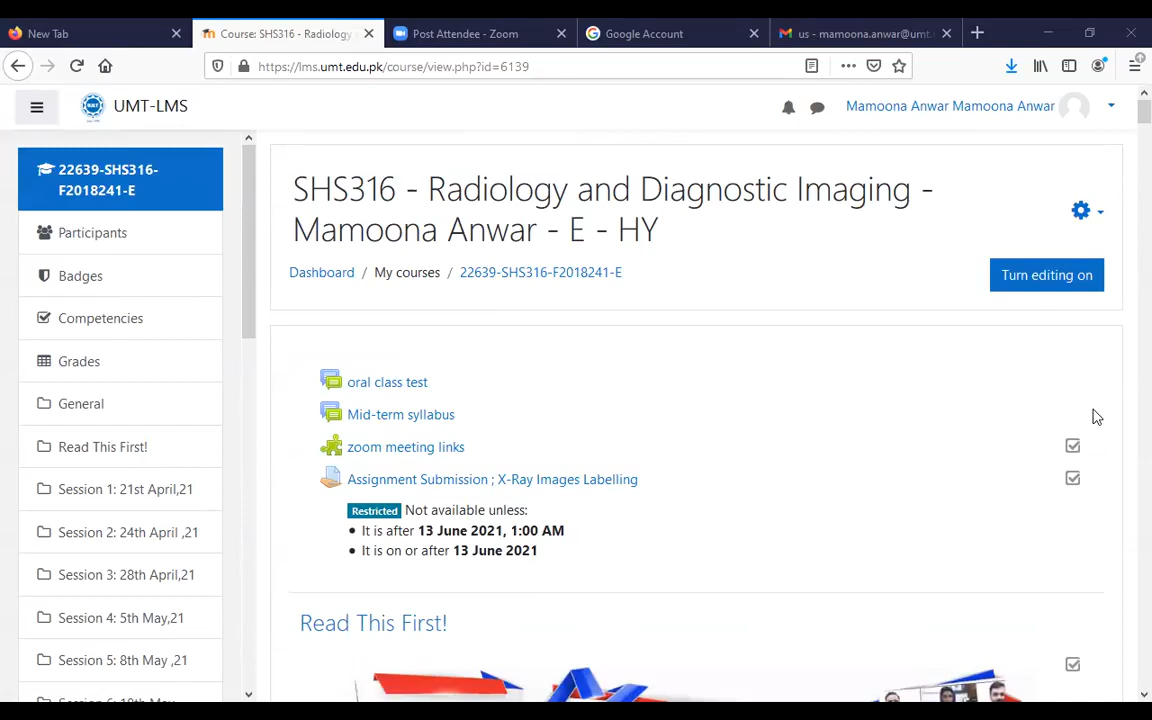 New Tab
Course: SHS316 - Radiology
Post Attendee - Zoom
Google Account
us - mamoona.anwar@umt.
https://lms.umt.edu.pk/course/view.php?id=6139
UMT-LMS
Mamoona Anwar Mamoona Anwar
22639-SHS316-
F2018241-E
Participants
Badges
Competencies
Grades
General
Read This First!
Session 1: 21st April,21
Session 2: 24th April ,21
Session 3: 28th April,21
Session 4: 5th May,21
Session 5: 8th May ,21
SHS316 - Radiology and Diagnostic Imaging -
Mamoona Anwar - E - HY
Dashboard / My courses / 22639-SHS316-F2018241-E
Turn editing on
oral class test
Mid-term syllabus
zoom meeting links
Assignment Submission ; X-Ray Images Labelling
Restricted Not available unless:
• It is after 13 June 2021, 1:00 AM
• It is on or after 13 June 2021
Read This First!